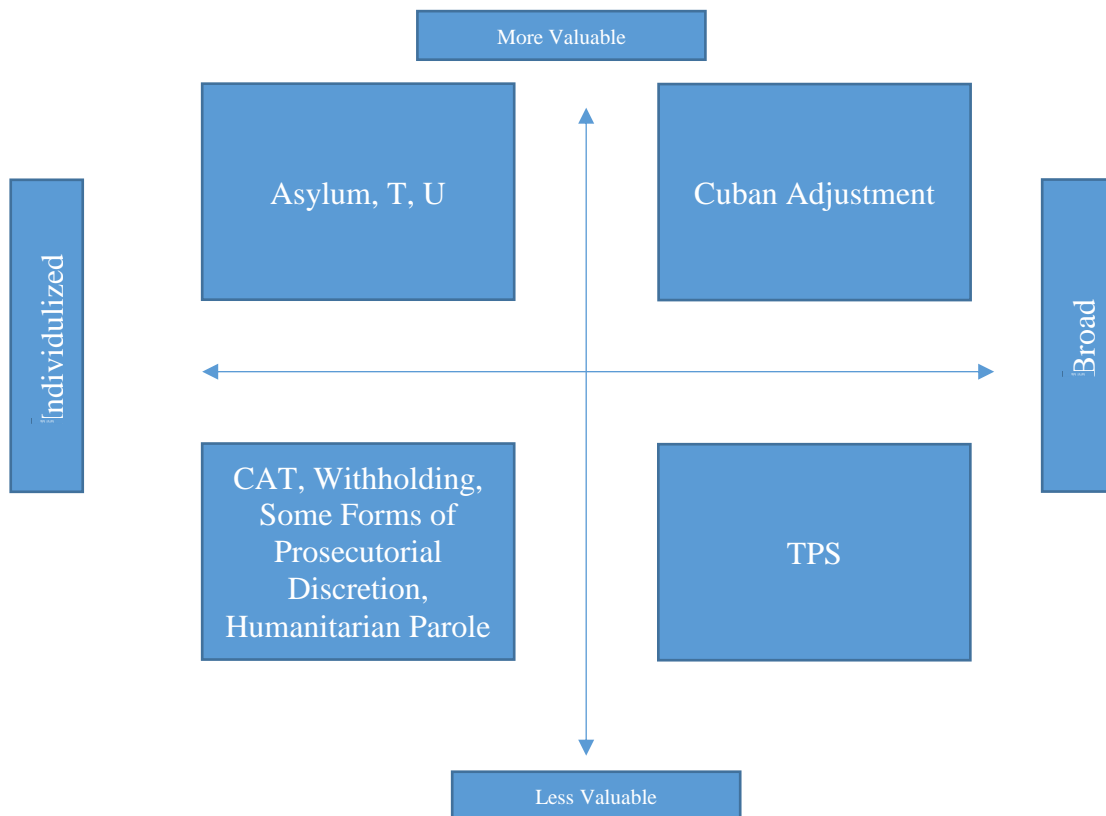 More Valuable
Asylum, T, U
Cuban Adjustment
Individulized
Broad
CAT, Withholding,
Some Forms of
Prosecutorial
Discretion,
Humanitarian Parole
TPS
Less Valuable